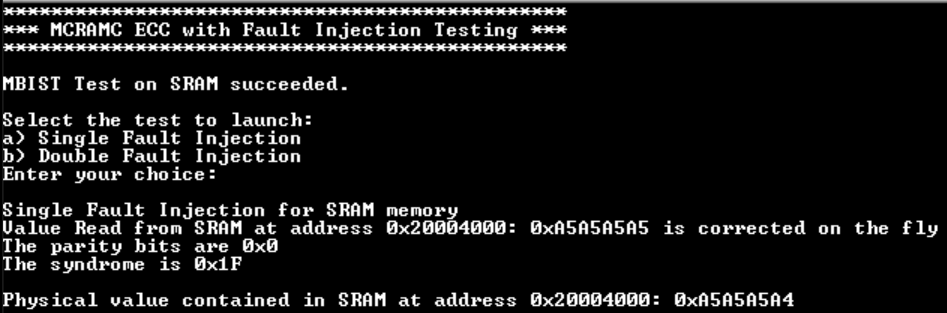 ***************************************************************
*** MCRAMC ECC with Fault Injection Testing ***
***************************************************************
MBIST Test on SRAM succeeded.
Select the test to launch:
a) Single Fault Injection
b) Double Fault Injection
Enter your choice:
Single Fault Injection for SRAM memory
Value Read from SRAM at address 0x20004000: 0xA5A5A5A5 is corrected on the fly
The parity bits are 0x0
The syndrome is 0x1F
Physical value contained in SRAM at address 0x20004000: 0xA5A5A5A4